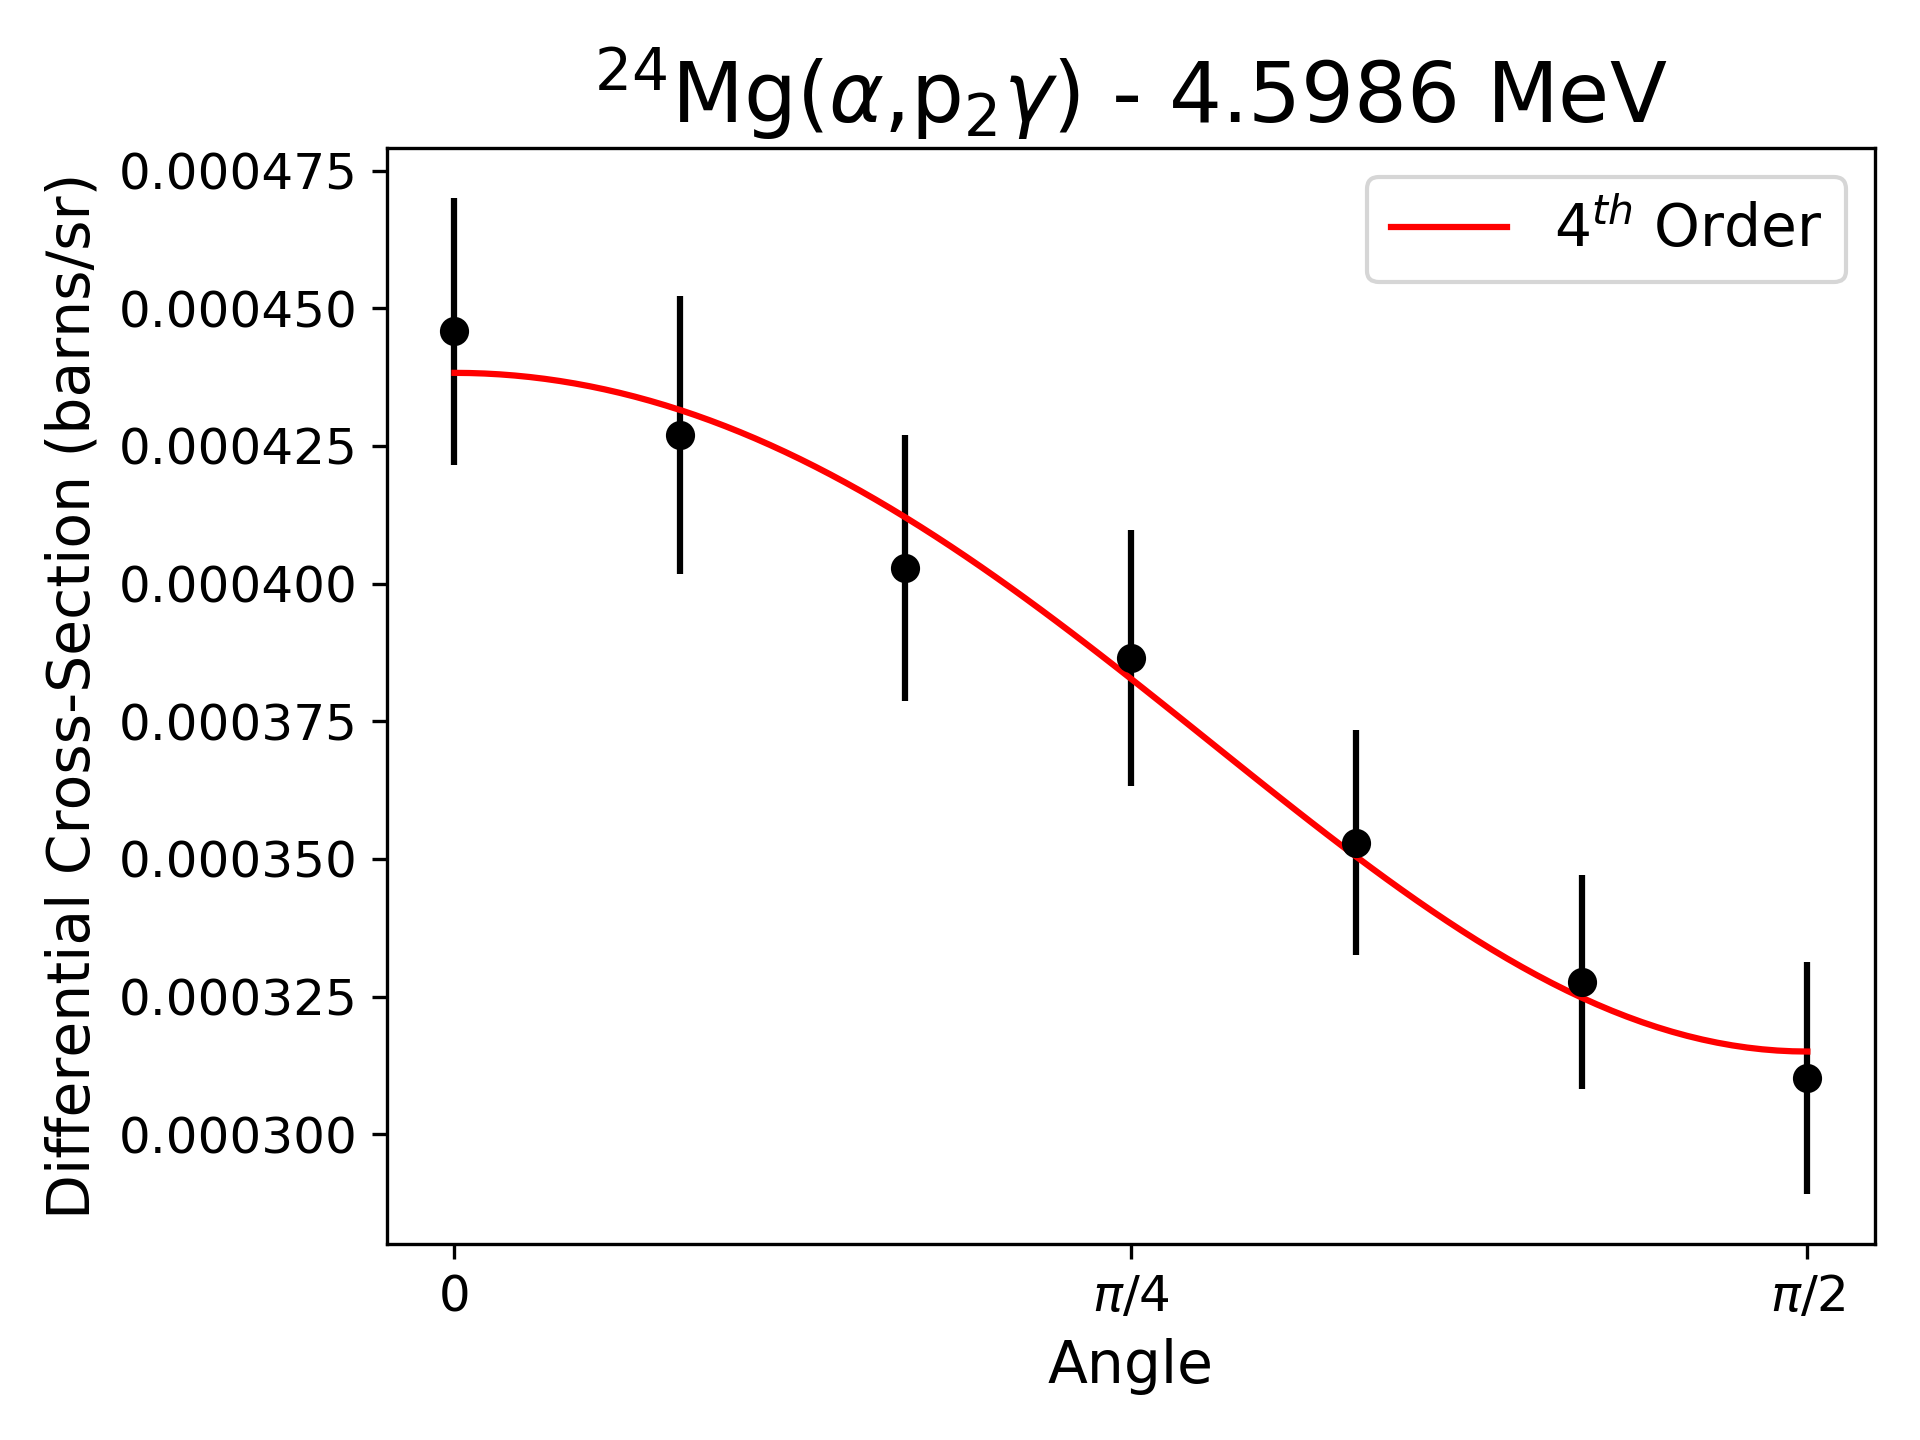 ²⁴Mg(α,p₂γ) - 4.5986 MeV
4ᵗʰ Order
Differential Cross-Section (barns/sr)
0.000475
0.000450
0.000425
0.000400
0.000375
0.000350
0.000325
0.000300
0 π/4 π/2
Angle